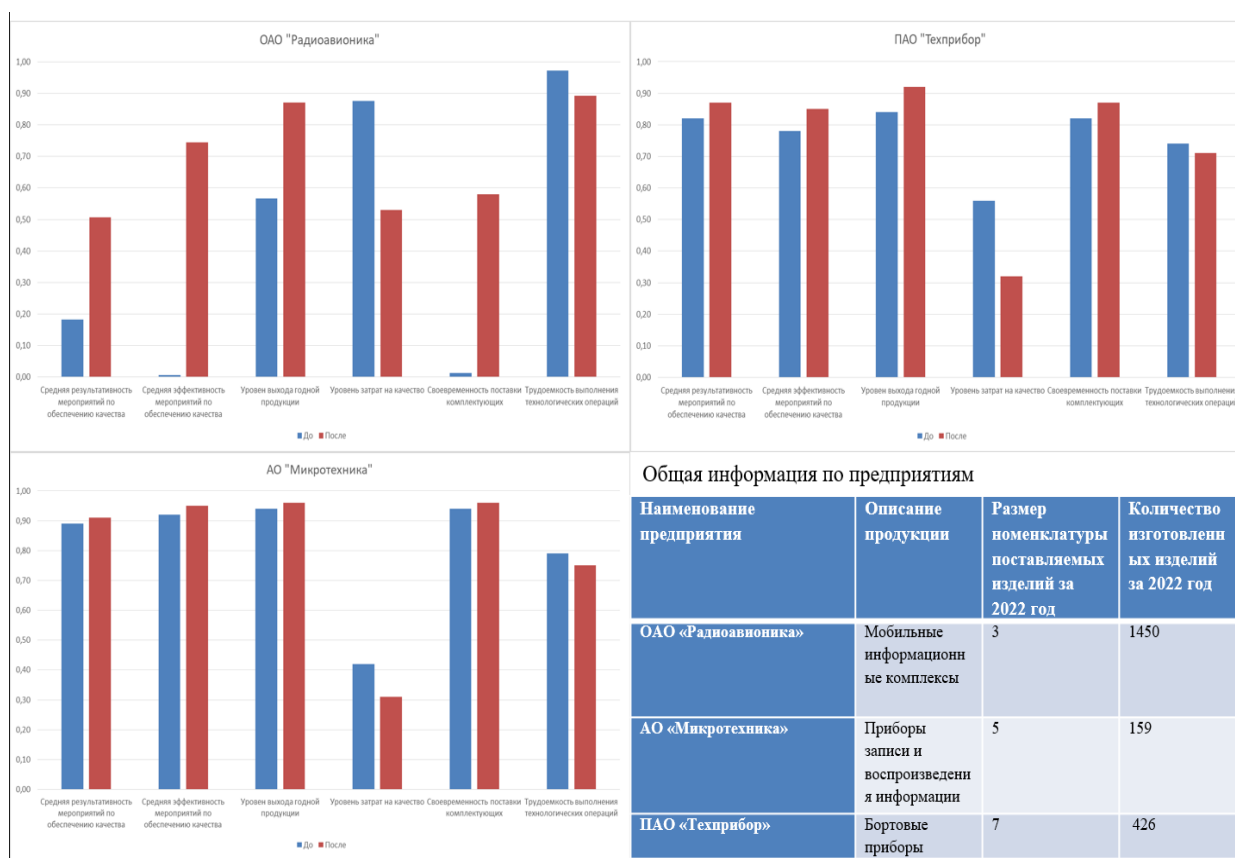 ОАО "Радиоавионика"
1,00
0,90
0,80
0,70
0,60
0,50
0,40
0,30
0,20
0,10
0,00
Средняя результативность
мероприятий по
обеспечению качества
Средняя эффективность
мероприятий по
обеспечению качества
Уровен выхода годной
продукции
Уровень затрат на качество
Своевременность поставки
комплектующих
Трудоемкость выполнения
технологических операций
До После
ПАО "Техприбор"
1,00
0,90
0,80
0,70
0,60
0,50
0,40
0,30
0,20
0,10
0,00
Средняя результативность
мероприятий по
обеспечению качества
Средняя эффективность
мероприятий по
обеспечению качества
Уровен выхода годной
продукции
Уровень затрат на качество
Своевременность поставки
комплектующих
Трудоемкость выполнения
технологических операций
До После
АО "Микротехника"
1,00
0,90
0,80
0,70
0,60
0,50
0,40
0,30
0,20
0,10
0,00
Средняя результативность
мероприятий по
обеспечению качества
Средняя эффективность
мероприятий по
обеспечению качества
Уровен выхода годной
продукции
Уровень затрат на качество
Своевременность поставки
комплектующих
Трудоемкость выполнения
технологических операций
До После
Общая информация по предприятиям
Наименование
предприятия
Описание
продукции
Размер
номенклатуры
поставляемых
изделий за
2022 год
Количество
изготовленн
ых изделий
за 2022 год
ОАО «Радиоавионика»
Мобильные
информационн
ые комплексы
3
1450
АО «Микротехника»
Приборы
записи и
воспроизведени
я информации
5
159
ПАО «Техприбор»
Бортовые
приборы
7
426